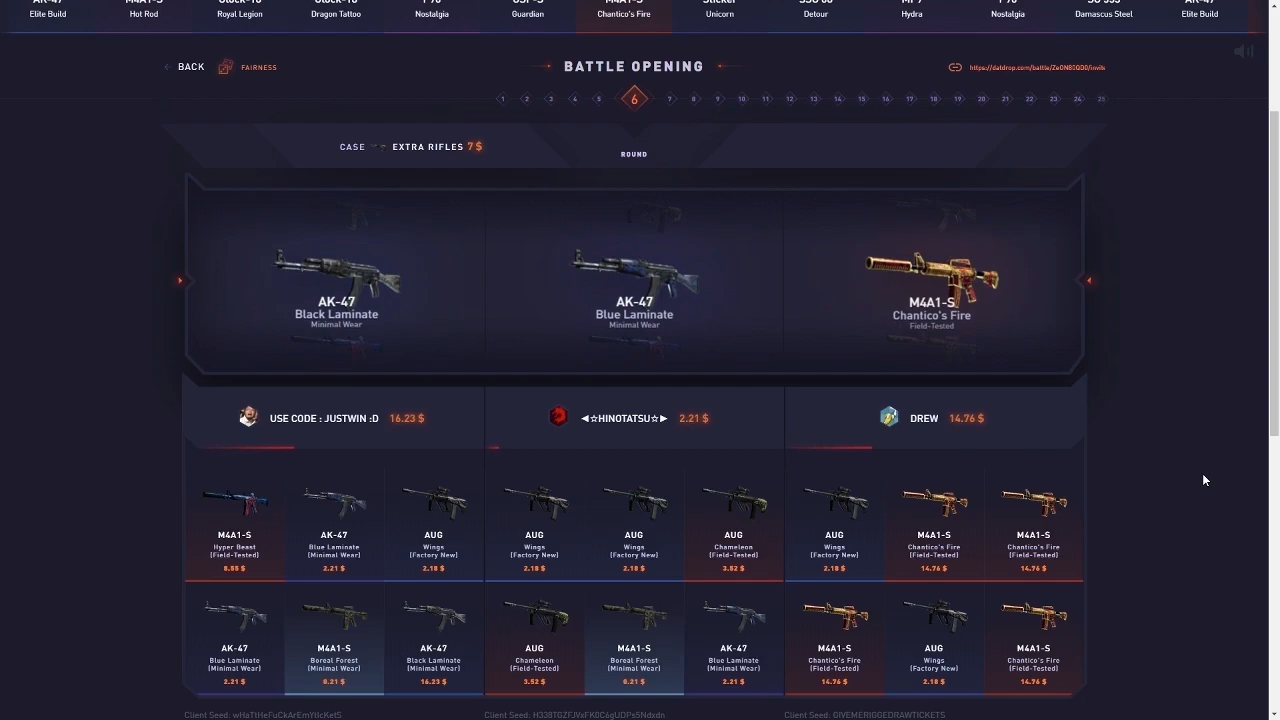 Elite Build
Hot Rod
Royal Legion
Dragon Tattoo
Nostalgia
Guardian
Chantico's Fire
Unicorn
Detour
Hydra
Nostalgia
Damascus Steel
Elite Build
BACK
FAIRNESS
BATTLE OPENING
1 2 3 4 5 6 7 8 9 10 11 12 13 14 15 16 17 18 19 20 21 22 23 24 25
CASE EXTRA RIFLES 7 $
ROUND
AK-47
Black Laminate
Minimal Wear
AK-47
Blue Laminate
Minimal Wear
M4A1-S
Chantico's Fire
Field-Tested
USE CODE : JUSTWIN :D 16.23 $
◄☆HINOTATSU☆► 2.21 $
DREW 14.76 $
M4A1-S
Hyper Beast
(Field-Tested)
8.55 $
AK-47
Blue Laminate
(Minimal Wear)
2.21 $
AUG
Wings
(Factory New)
2.18 $
AUG
Wings
(Factory New)
2.18 $
AUG
Wings
(Factory New)
2.18 $
AUG
Chameleon
(Field-Tested)
3.52 $
AUG
Wings
(Factory New)
2.18 $
M4A1-S
Chantico's Fire
(Field-Tested)
14.76 $
M4A1-S
Chantico's Fire
(Field-Tested)
14.76 $
AK-47
Blue Laminate
(Minimal Wear)
2.21 $
M4A1-S
Boreal Forest
(Minimal Wear)
0.21 $
AK-47
Black Laminate
(Minimal Wear)
16.23 $
AUG
Chameleon
(Field-Tested)
3.52 $
M4A1-S
Boreal Forest
(Minimal Wear)
0.21 $
AK-47
Blue Laminate
(Minimal Wear)
2.21 $
M4A1-S
Chantico's Fire
(Field-Tested)
14.76 $
AUG
Wings
(Factory New)
2.18 $
M4A1-S
Chantico's Fire
(Field-Tested)
14.76 $
Client Seed:
Client Seed:
Client Seed: GIVEMERIGGEDRAWTICKETS